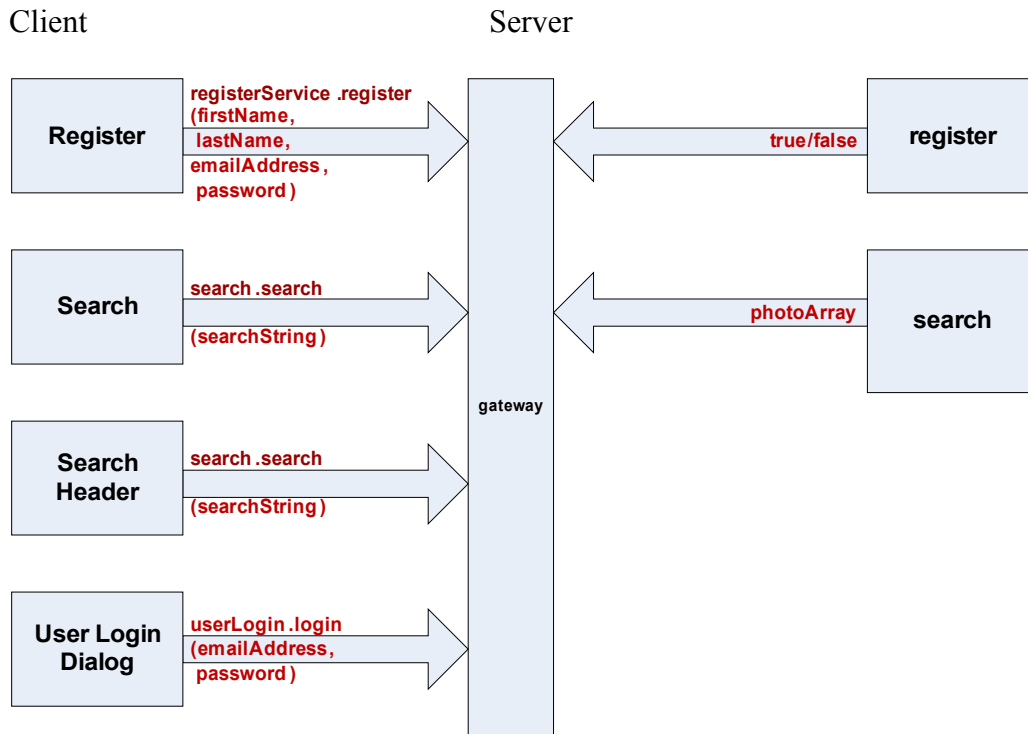 Client
Server
Register
registerService .register
(firstName,
lastName,
emailAddress ,
password )
true/false
register
Search
search .search
(searchString )
photoArray
search
gateway
Search
Header
search .search
(searchString )
User Login
Dialog
userLogin .login
(emailAddress,
password )